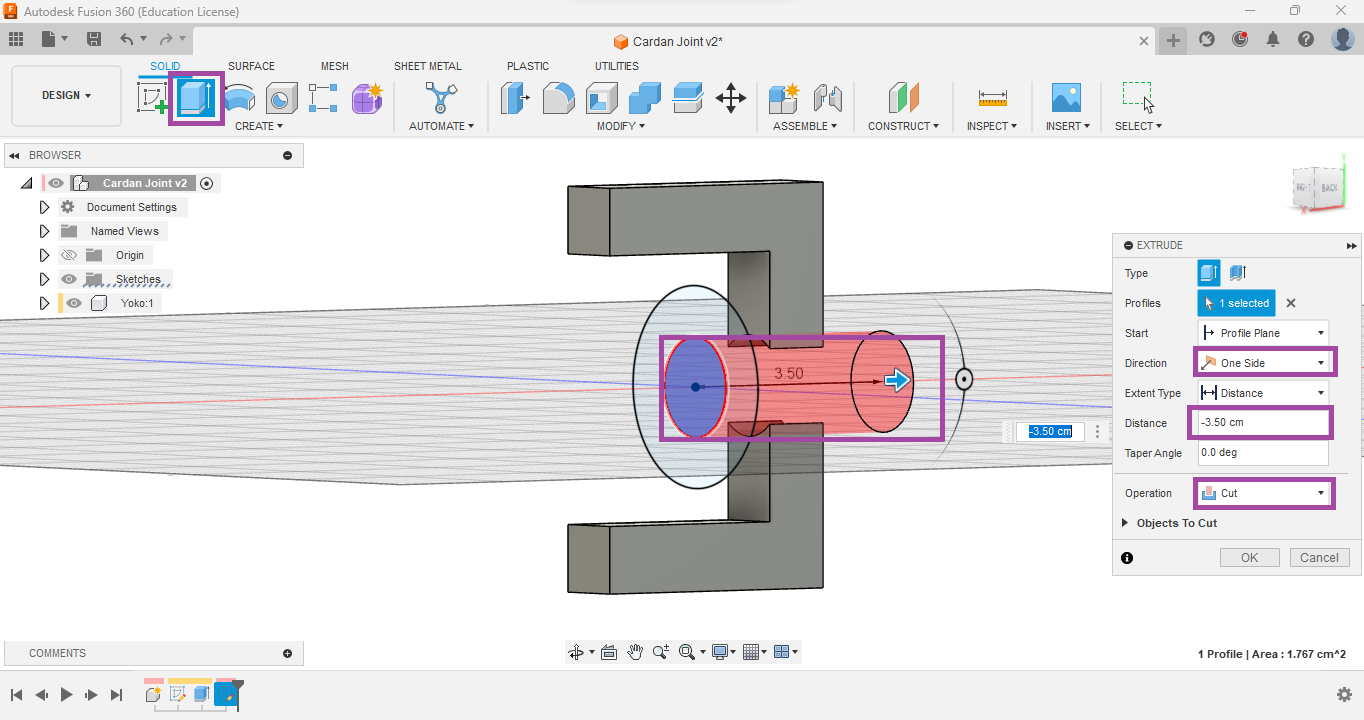 Autodesk Fusion 360 (Education License)
Cardan Joint v2*
SOLID SURFACE MESH SHEET METAL PLASTIC UTILITIES
DESIGN
CREATE AUTOMATE MODIFY ASSEMBLE CONSTRUCT INSPECT INSERT SELECT
BROWSER
Cardan Joint v2
Document Settings
Named Views
Origin
Sketches
Yoko:1
3.50
-3.50 cm
BACK
Y
X
EXTRUDE
Type
Profiles 1 selected
Start Profile Plane
Direction One Side
Extent Type Distance
Distance -3.50 cm
Taper Angle 0.0 deg
Operation Cut
Objects To Cut
OK Cancel
COMMENTS
1 Profile | Area : 1.767 cm^2